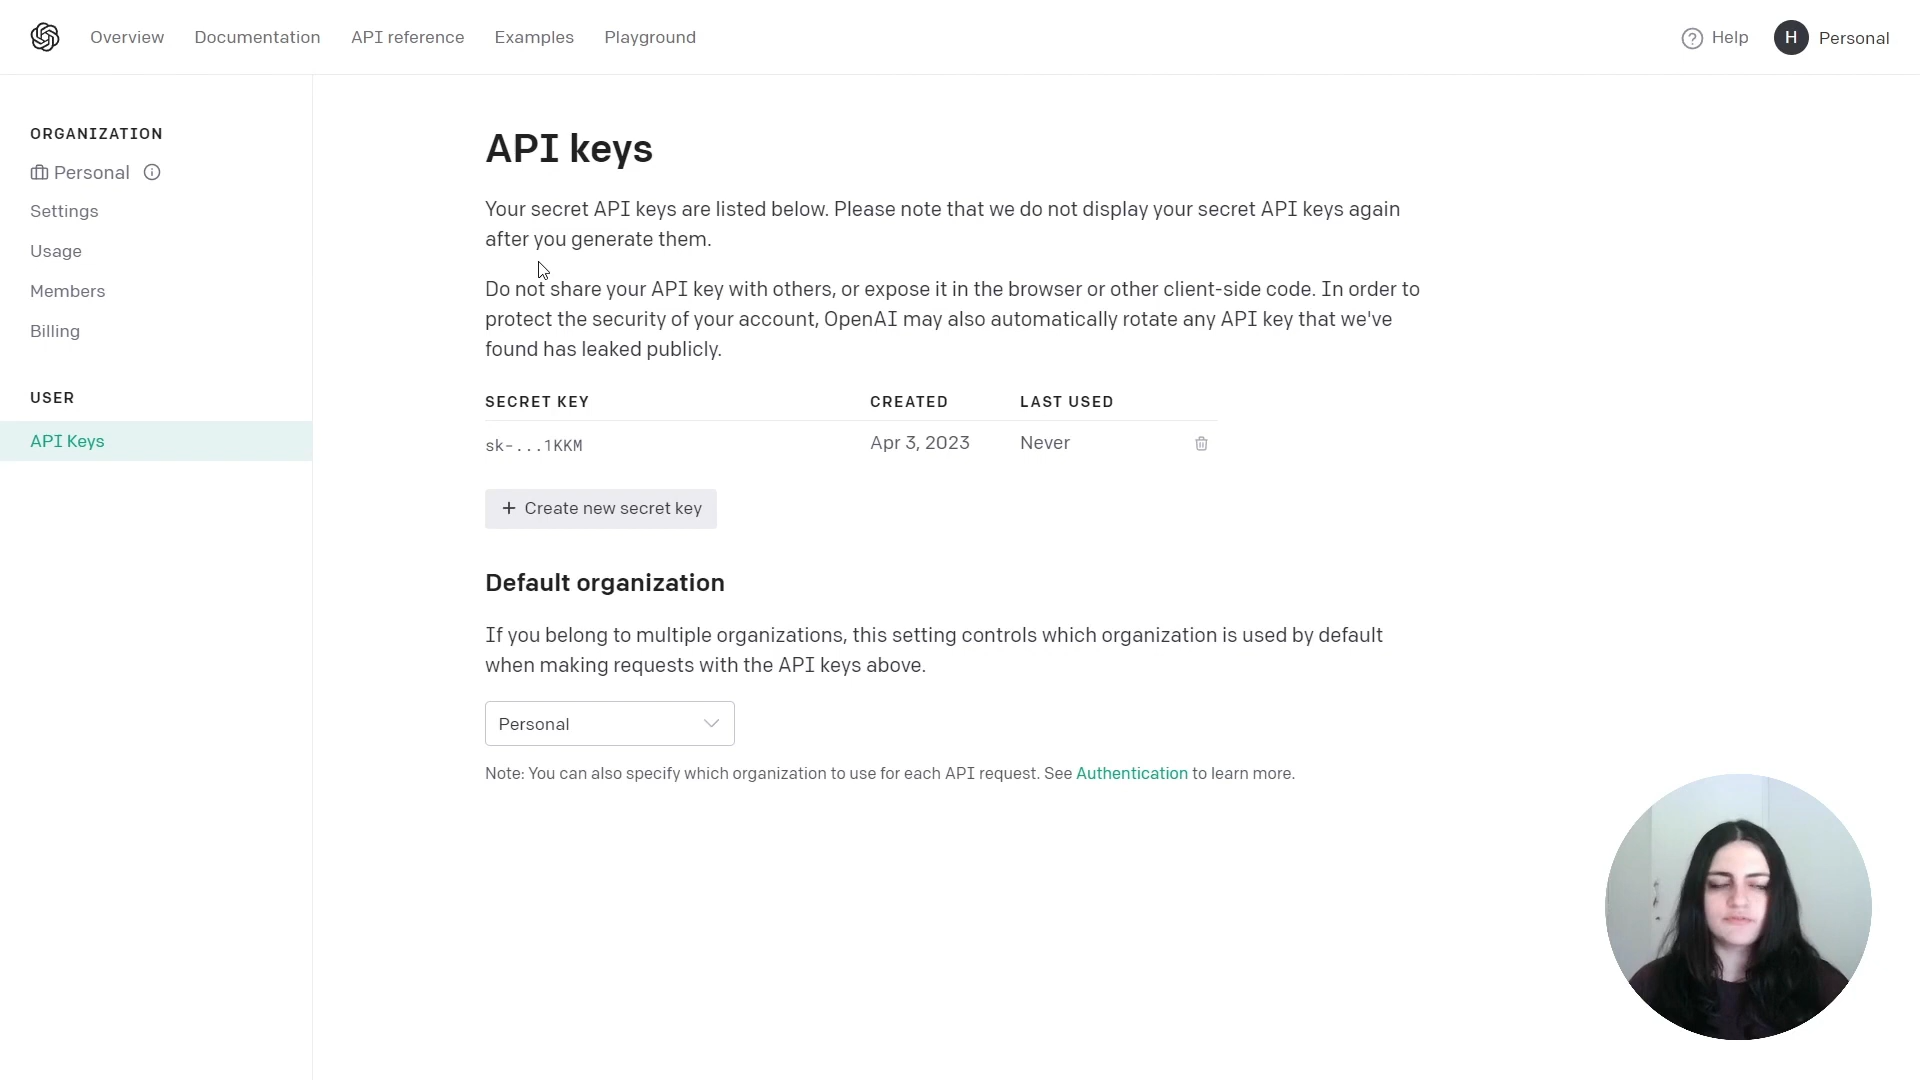 Overview
Documentation
API reference
Examples
Playground
Help
H
Personal
ORGANIZATION
Personal
Settings
Usage
Members
Billing
USER
API Keys
API keys
Your secret API keys are listed below. Please note that we do not display your secret API keys again
after you generate them.
Do not share your API key with others, or expose it in the browser or other client-side code. In order to
protect the security of your account, OpenAI may also automatically rotate any API key that we've
found has leaked publicly.
SECRET KEY CREATED LAST USED
sk-...1KKM Apr 3, 2023 Never
+ Create new secret key
Default organization
If you belong to multiple organizations, this setting controls which organization is used by default
when making requests with the API keys above.
Personal
Note: You can also specify which organization to use for each API request. See Authentication to learn more.